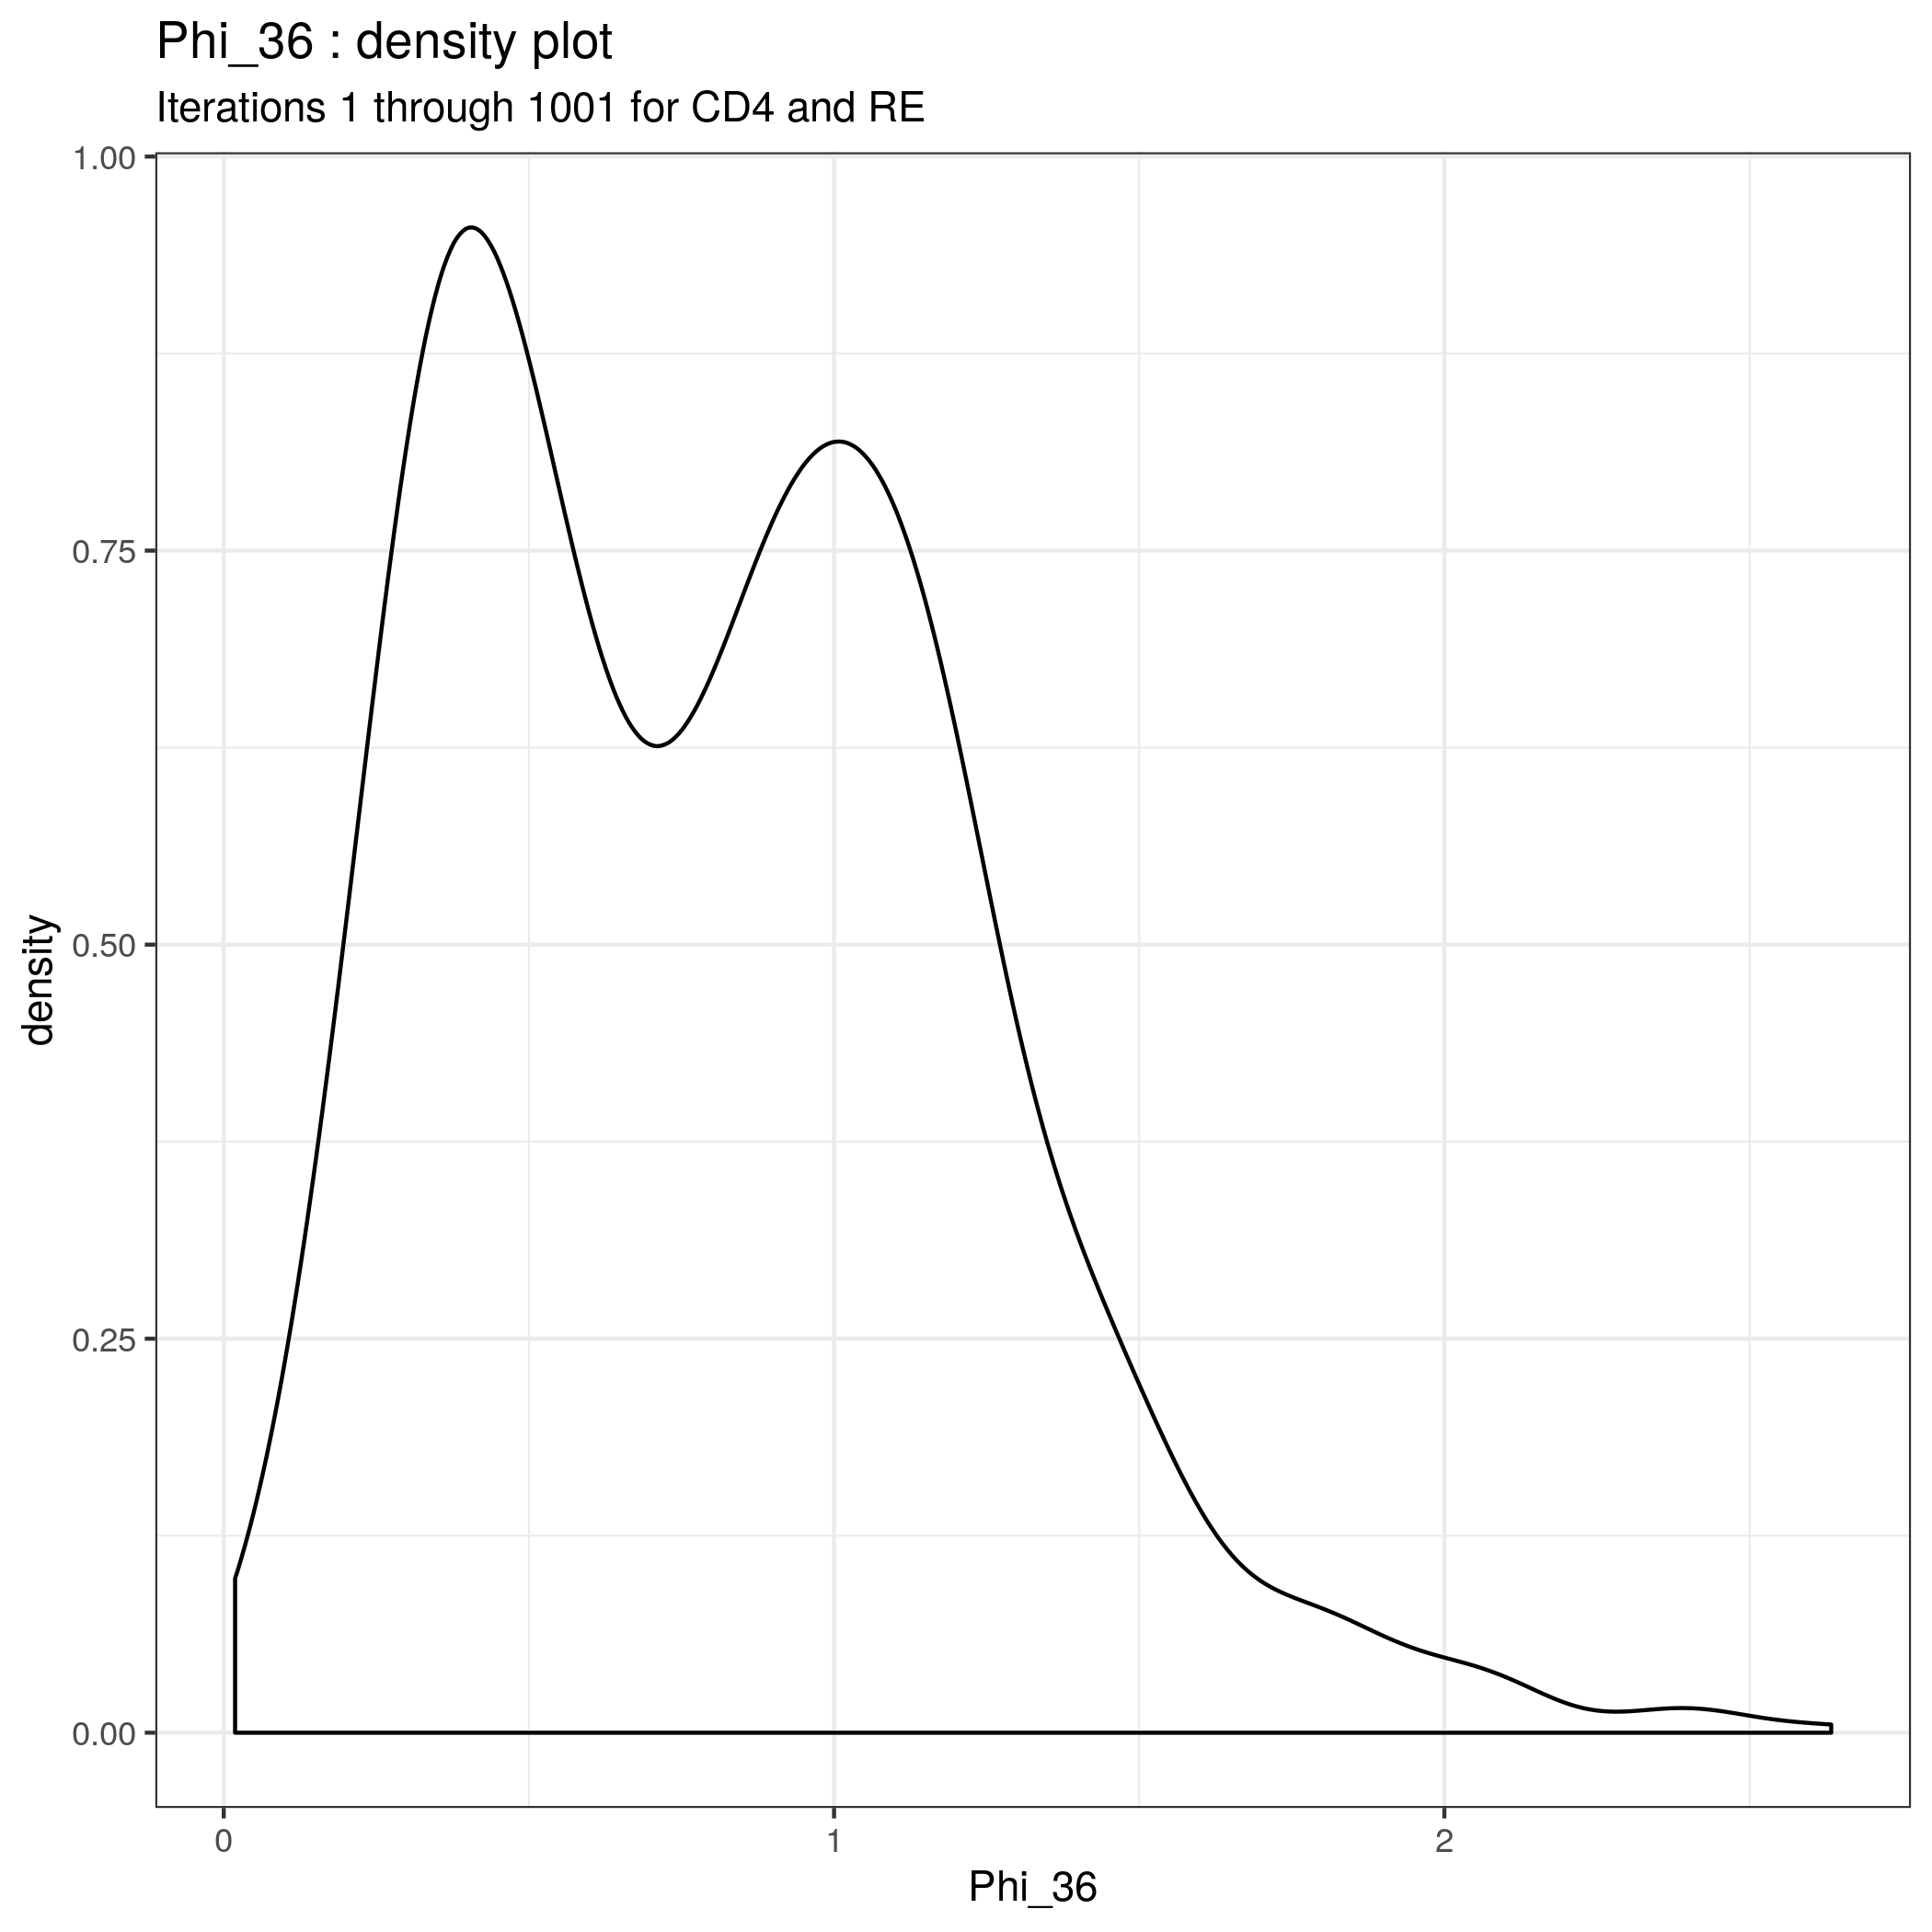 Phi_36 : density plot
Iterations 1 through 1001 for CD4 and RE
1.00
0.75
0.50
0.25
0.00
density
0 1 2
Phi_36